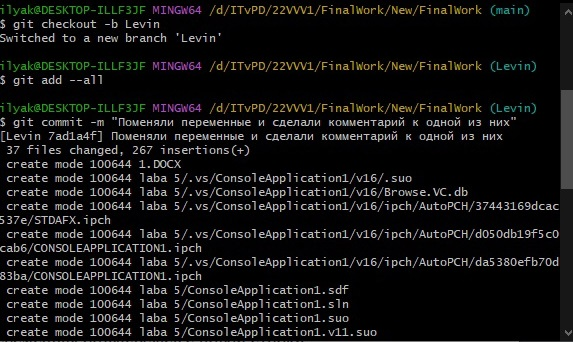 ilyak@DESKTOP-ILLF3JF MINGW64 /d/ITvPD/22VVV1/FinalWork/New/FinalWork (main)
$ git checkout -b Levin
Switched to a new branch 'Levin'
ilyak@DESKTOP-ILLF3JF MINGW64 /d/ITvPD/22VVV1/FinalWork/New/FinalWork (Levin)
$ git add --all
ilyak@DESKTOP-ILLF3JF MINGW64 /d/ITvPD/22VVV1/FinalWork/New/FinalWork (Levin)
$ git commit -m "Поменяли переменные и сделали комментарий к одной из них"
[Levin 7ad1a4f] Поменяли переменные и сделали комментарий к одной из них
37 files changed, 267 insertions(+)
create mode 100644 1.DOCX
create mode 100644 laba 5/.vs/ConsoleApplication1/v16/.suo
create mode 100644 laba 5/.vs/ConsoleApplication1/v16/Browse.VC.db
create mode 100644 laba 5/.vs/ConsoleApplication1/v16/ipch/AutoPCH/37443169dcac
537e/STDAFX.ipch
create mode 100644 laba 5/.vs/ConsoleApplication1/v16/ipch/AutoPCH/d050db19f5c0
cab6/CONSOLEAPPLICATION1.ipch
create mode 100644 laba 5/.vs/ConsoleApplication1/v16/ipch/AutoPCH/da5380efb70d
83ba/CONSOLEAPPLICATION1.ipch
create mode 100644 laba 5/ConsoleApplication1.sdf
create mode 100644 laba 5/ConsoleApplication1.sln
create mode 100644 laba 5/ConsoleApplication1.suo
create mode 100644 laba 5/ConsoleApplication1.v11.suo